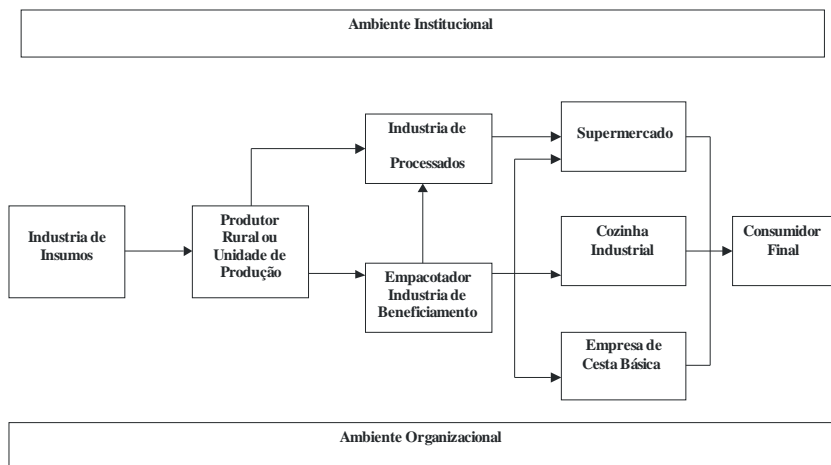 Ambiente Institucional
Industria de
Processados
Supermercado
Industria de
Insumos
Produtor
Rural ou
Unidade de
Produção
Empacotador
Industria de
Beneficiamento
Cozinha
Industrial
Consumidor
Final
Empresa de
Cesta Básica
Ambiente Organizacional